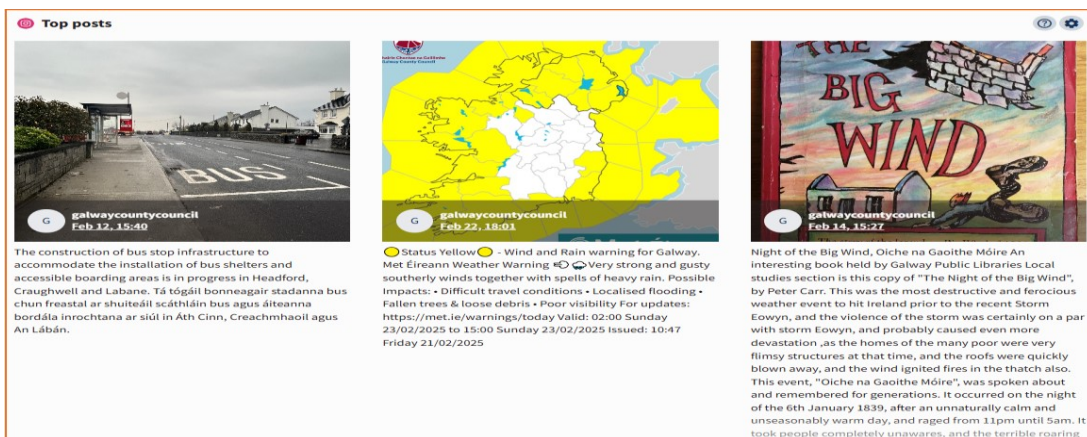 Top posts
BUS
galwaycountycouncil
Feb 12, 15:40
The construction of bus stop infrastructure to
accommodate the installation of bus shelters and
accessible boarding areas is in progress in Headford,
Craughwell and Labane. Tá tógáil bonneagair stadanna bus
chun freastal ar shuiteáil scáthláin bus agus áiteanna
bordála inrochtana ar siúl in Áth Cinn, Creachmhaoil agus
An Lábán.
Galway County Council
G
galwaycountycouncil
Feb 22, 18:01
Status Yellow - Wind and Rain warning for Galway.
Met Éireann Weather Warning Very strong and gusty
southerly winds together with spells of heavy rain. Possible
Impacts: • Difficult travel conditions • Localised flooding •
Fallen trees & loose debris • Poor visibility For updates:
https://met.ie/warnings/today Valid: 02:00 Sunday
23/02/2025 to 15:00 Sunday 23/02/2025 Issued: 10:47
Friday 21/02/2025
THE
BIG
WIND
G
galwaycountycouncil
Feb 14, 15:27
Night of the Big Wind, Oiche na Gaoithe Móire An
interesting book held by Galway Public Libraries Local
studies section is this copy of "The Night of the Big Wind",
by Peter Carr. This was the most destructive and ferocious
weather event to hit Ireland prior to the recent Storm
Eowyn, and the violence of the storm was certainly on a par
with storm Eowyn, and probably caused even more
devastation ,as the homes of the many poor were very
flimsy structures at that time, and the roofs were quickly
blown away, and the wind ignited fires in the thatch also.
This event, "Oiche na Gaoithe Móire", was spoken about
and remembered for generations. It occurred on the night
of the 6th January 1839, after an unnaturally calm and
unseasonably warm day, and raged from 11pm until 5am. It
took people completely unawares, and the terrible roaring